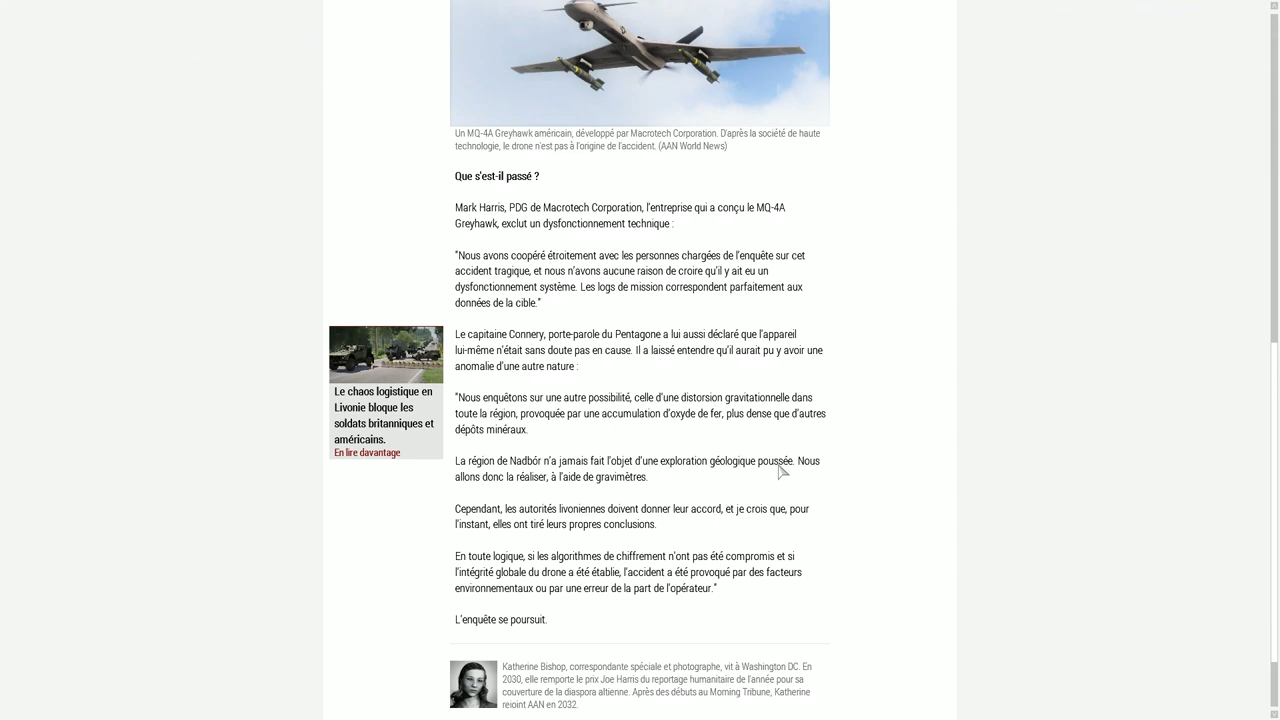 Un MQ-4A Greyhawk américain, développé par Macrotech Corporation. D'après la société de haute
technologie, le drone n'est pas à l'origine de l'accident. (AAN World News)
Que s'est-il passé ?
Mark Harris, PDG de Macrotech Corporation, l'entreprise qui a conçu le MQ-4A
Greyhawk, exclut un dysfonctionnement technique :
"Nous avons coopéré étroitement avec les personnes chargées de l'enquête sur cet
accident tragique, et nous n'avons aucune raison de croire qu'il y ait eu un
dysfonctionnement système. Les logs de mission correspondent parfaitement aux
données de la cible."
Le capitaine Connery, porte-parole du Pentagone a lui aussi déclaré que l'appareil
lui-même n'était sans doute pas en cause. Il a laissé entendre qu'il aurait pu y avoir une
anomalie d'une autre nature :
"Nous enquêtons sur une autre possibilité, celle d'une distorsion gravitationnelle dans
toute la région, provoquée par une accumulation d'oxyde de fer, plus dense que d'autres
dépôts minéraux.
La région de Nadbór n'a jamais fait l'objet d'une exploration géologique poussée. Nous
allons donc la réaliser, à l'aide de gravimètres.
Cependant, les autorités livoniennes doivent donner leur accord, et je crois que, pour
l'instant, elles ont tiré leurs propres conclusions.
En toute logique, si les algorithmes de chiffrement n'ont pas été compromis et si
l'intégrité globale du drone a été établie, l'accident a été provoqué par des facteurs
environnementaux ou par une erreur de la part de l'opérateur."
L'enquête se poursuit.
Le chaos logistique en
Livonie bloque les
soldats britanniques et
américains.
En lire davantage
Katherine Bishop, correspondante spéciale et photographe, vit à Washington DC. En
2030, elle remporte le prix Joe Harris du reportage humanitaire de l'année pour sa
couverture de la diaspora altienne. Après des débuts au Morning Tribune, Katherine
rejoint AAN en 2032.